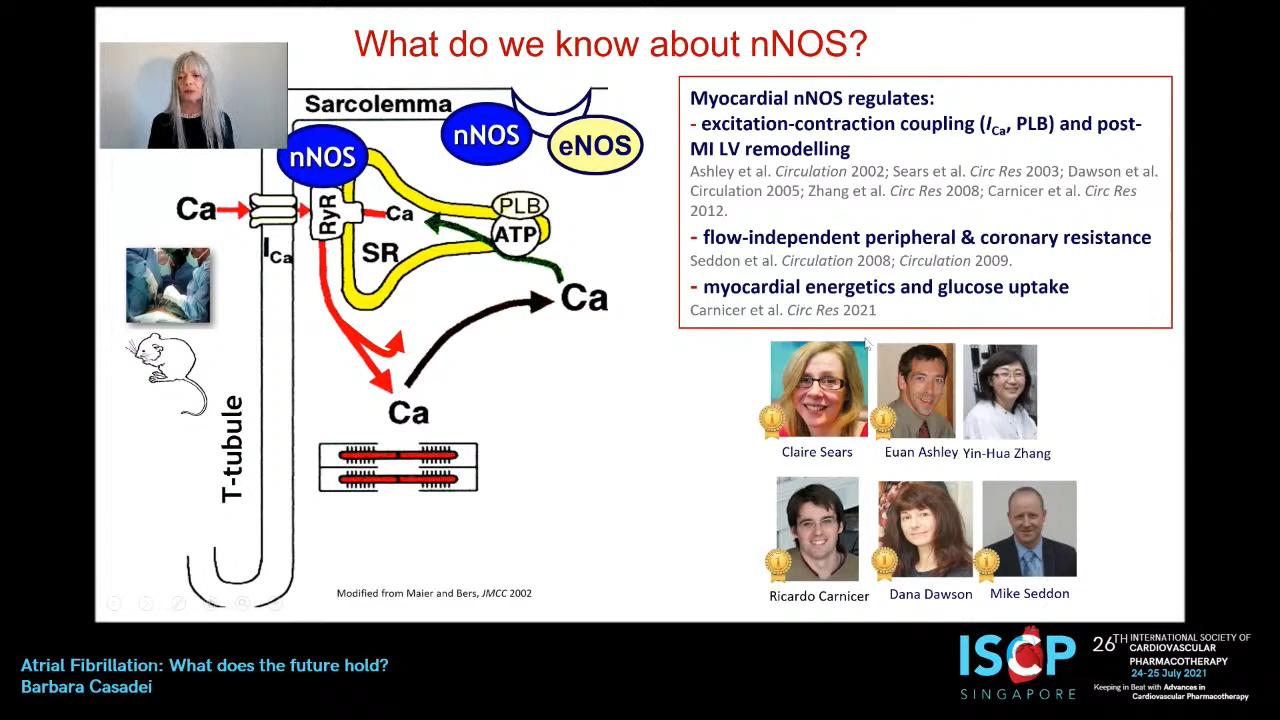 What do we know about nNOS?
Sarcolemma
nNOS
nNOS
eNOS
Ca
RyR
Ca
PLB
ATP
SR
I Ca
Ca
Ca
T-tubule
Modified from Maier and Bers, JMCC 2002
Myocardial nNOS regulates:
- excitation-contraction coupling (ICa, PLB) and post-
MI LV remodelling
Ashley et al. Circulation 2002; Sears et al. Circ Res 2003; Dawson et al.
Circulation 2005; Zhang et al. Circ Res 2008; Carnicer et al. Circ Res
2012.
- flow-independent peripheral & coronary resistance
Seddon et al. Circulation 2008; Circulation 2009.
- myocardial energetics and glucose uptake
Carnicer et al. Circ Res 2021
Claire Sears
Euan Ashley
Yin-Hua Zhang
Ricardo Carnicer
Dana Dawson
Mike Seddon
Atrial Fibrillation: What does the future hold?
Barbara Casadei
ISCP
SINGAPORE
26TH INTERNATIONAL SOCIETY OF
CARDIOVASCULAR
PHARMACOTHERAPY
24-25 July 2021
Keeping in Beat with Advances in
Cardiovascular Pharmacotherapy